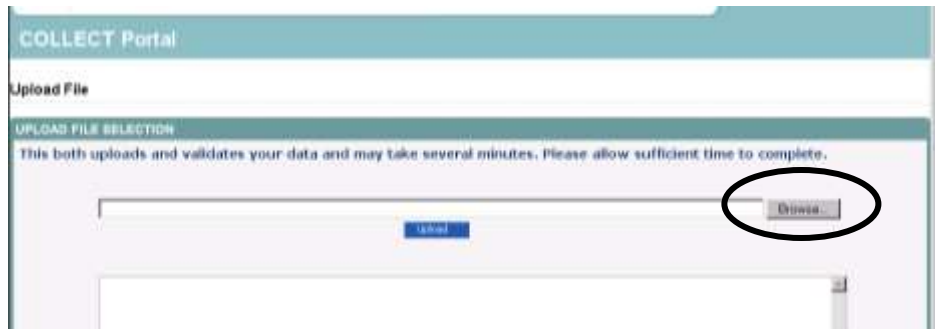 COLLECT Portal
Upload File
UPLOAD FILE SELECTION
This both uploads and validates your data and may take several minutes. Please allow sufficient time to complete.
Browse...
Upload